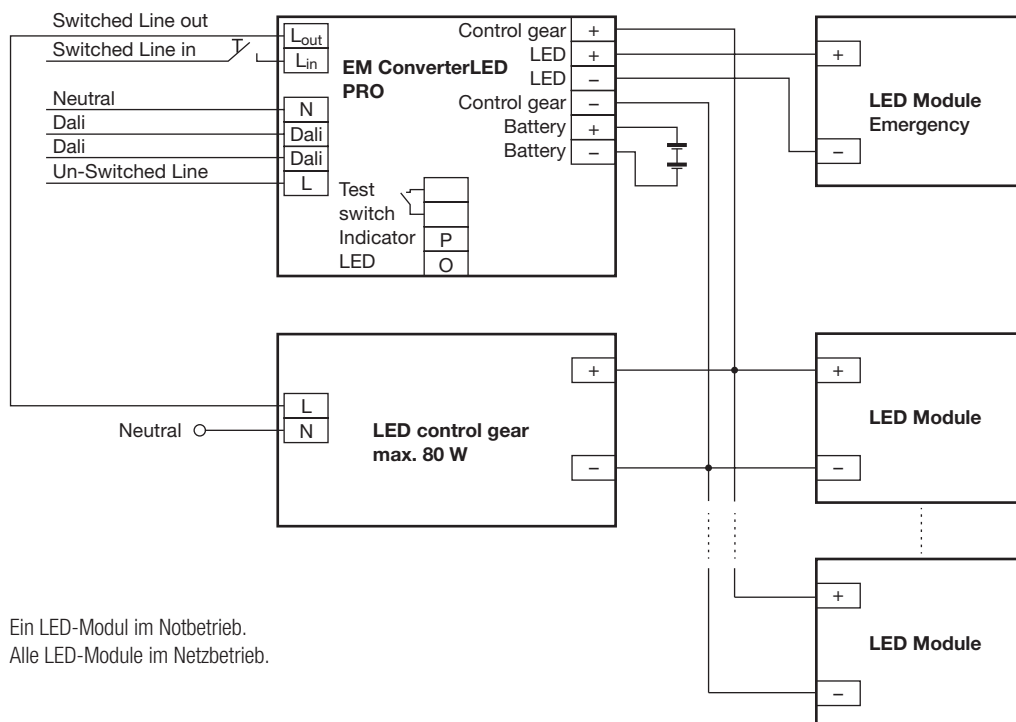 Switched Line out
Switched Line in
Neutral
Dali
Dali
Un-Switched Line
Lout
Lin
N
Dali
Dali
L
EM ConverterLED
PRO
Test
switch
Indicator P
LED O
Control gear +
LED +
LED −
Control gear −
Battery +
Battery −
+
−
LED Module
Emergency
L
N
Neutral
LED control gear
max. 80 W
+
−
+
−
LED Module
+
−
LED Module
Ein LED-Modul im Notbetrieb.
Alle LED-Module im Netzbetrieb.